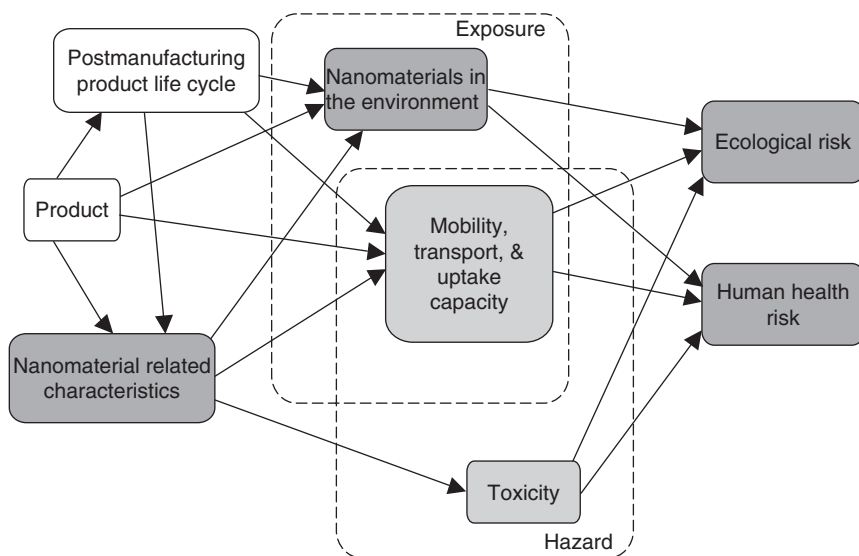 Exposure
Postmanufacturing
product life cycle
Nanomaterials in
the environment
Ecological risk
Product
Mobility,
transport, &
uptake
capacity
Human health
risk
Nanomaterial related
characteristics
Toxicity
Hazard